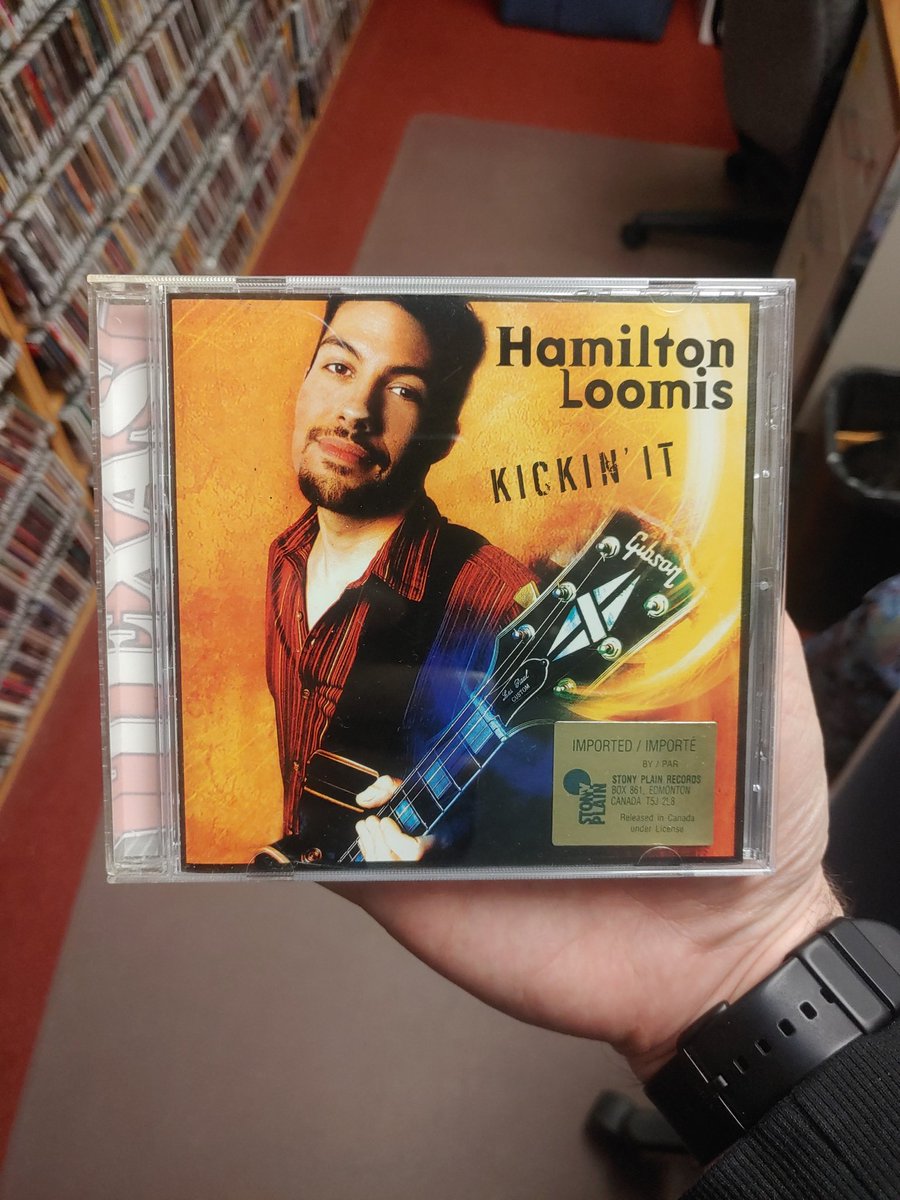 TEXAS
Hamilton
Loomis
KICKIN' IT
Gibson
Les Paul
CUSTOM
IMPORTED / IMPORTÉ
BY / PAR
STONY PLAIN RECORDS
BOX 861, EDMONTON
CANADA T5J 2L8
Released in Canada
under License
STONY
PLAIN